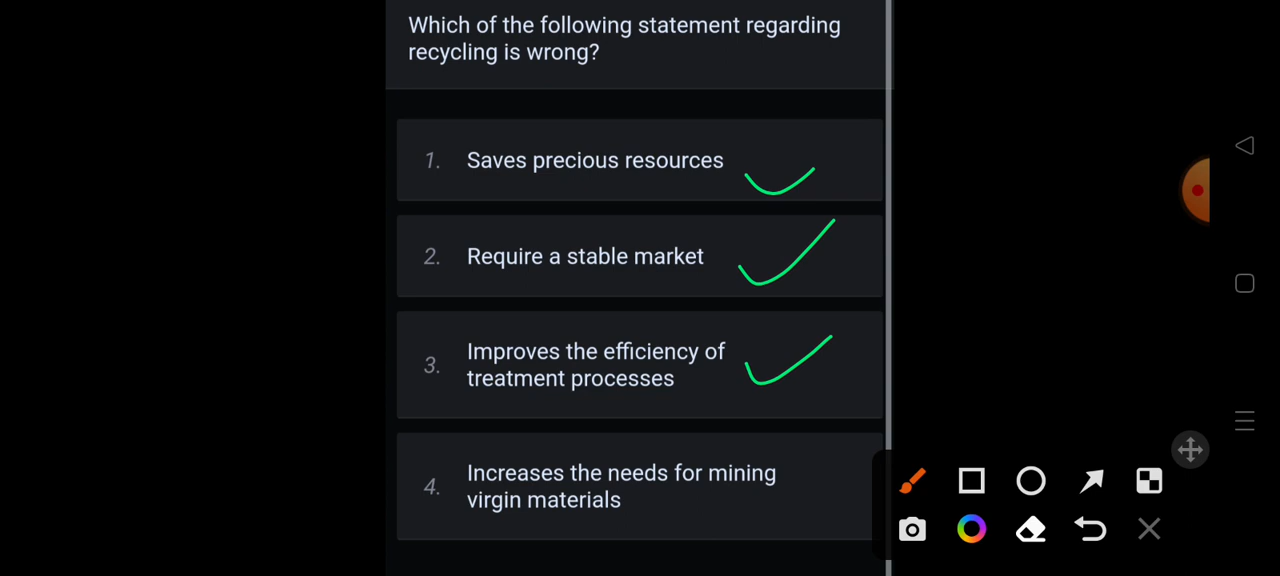 Which of the following statement regarding
recycling is wrong?
1. Saves precious resources
2. Require a stable market
3. Improves the efficiency of
treatment processes
4. Increases the needs for mining
virgin materials